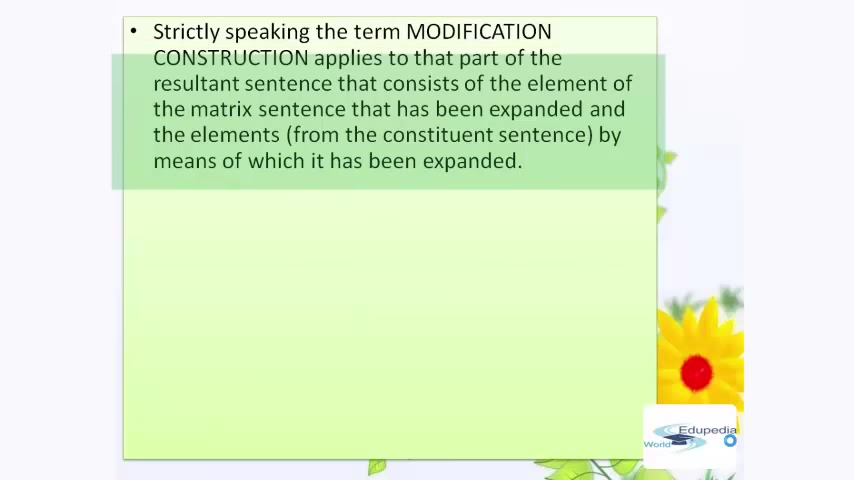 • Strictly speaking the term MODIFICATION
CONSTRUCTION applies to that part of the
resultant sentence that consists of the element of
the matrix sentence that has been expanded and
the elements (from the constituent sentence) by
means of which it has been expanded.
Edupedia
World